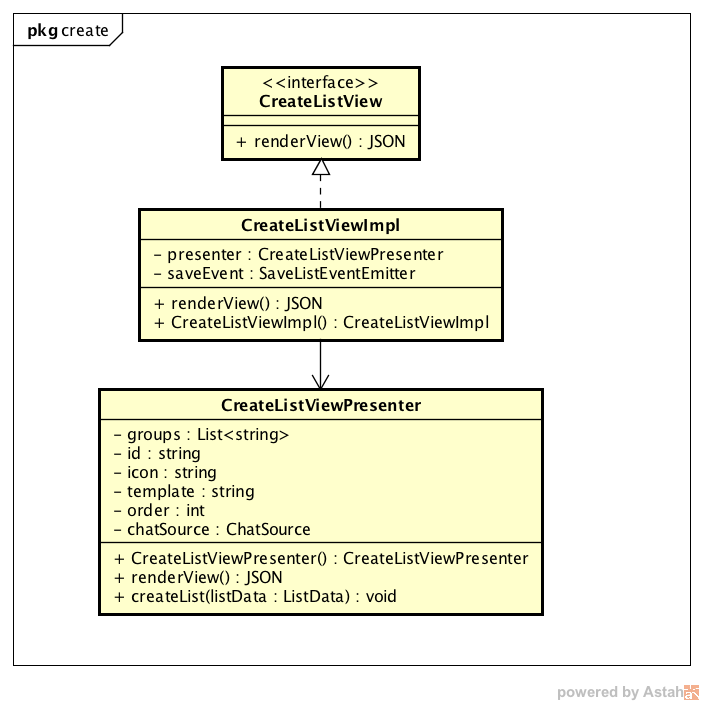 pkg create
<<interface>>
CreateListView
+ renderView() : JSON
CreateListViewImpl
- presenter : CreateListViewPresenter
- saveEvent : SaveListEventEmitter
+ renderView() : JSON
+ CreateListViewImpl() : CreateListViewImpl
CreateListViewPresenter
- groups : List<string>
- id : string
- icon : string
- template : string
- order : int
- chatSource : ChatSource
+ CreateListViewPresenter() : CreateListViewPresenter
+ renderView() : JSON
+ createList(listData : ListData) : void
powered by Astah